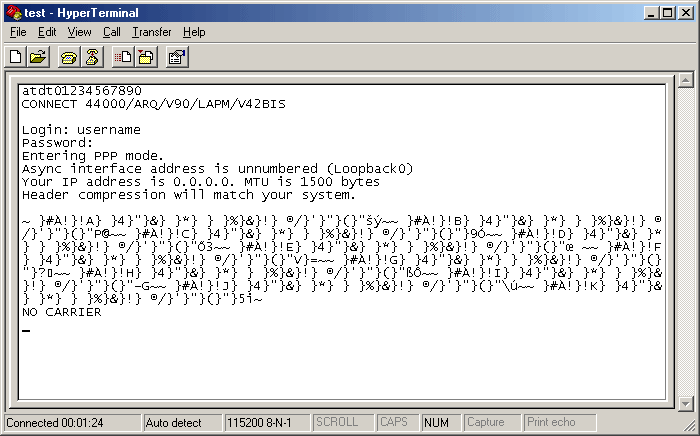 test - HyperTerminal
File Edit View Call Transfer Help
atdt01234567890
CONNECT 44000/ARQ/V90/LAPM/V42BIS
Login: username
Password:
Entering PPP mode.
Async interface address is unnumbered (Loopback0)
Your IP address is 0.0.0.0. MTU is 1500 bytes
Header compression will match your system.
~ }#À!}!A} }4}"}&} }*} } }%}&}!} ®/}'}"}(}"šý~~ }#À!}!B} }4}"}&} }*} } }%}&}!} ®
/}'}"}(}"P@~~ }#À!}!C} }4}"}&} }*} } }%}&}!} ®/}'}"}(}"9Ó~~ }#À!}!D} }4}"}&} }*
} } }%}&}!} ®/}'}"}(}"Õ3~~ }#À!}!E} }4}"}&} }*} } }%}&}!} ®/}'}"}(}"œ ~~ }#À!}!F
} }4}"}&} }*} } }%}&}!} ®/}'}"}(}"V}=~~ }#À!}!G} }4}"}&} }*} } }%}&}!} ®/}'}"}(}
"}?~~ }#À!}!H} }4}"}&} }*} } }%}&}!} ®/}'}"}(}"ßÔ~~ }#À!}!I} }4}"}&} }*} } }%}&
}!} ®/}'}"}(}"–G~~ }#À!}!J} }4}"}&} }*} } }%}&}!} ®/}'}"}(}"\ú~~ }#À!}!K} }4}"}&
} }*} } }%}&}!} ®/}'}"}(}"}5î~
NO CARRIER
Connected 00:01:24 Auto detect 115200 8-N-1 SCROLL CAPS NUM Capture Print echo